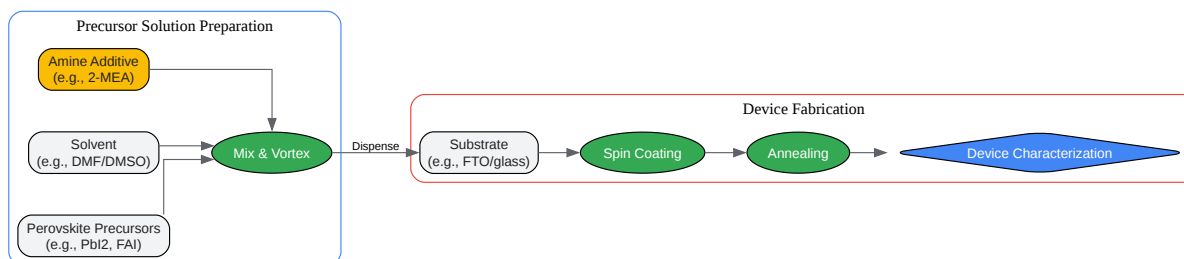 Precursor Solution Preparation
Amine Additive
(e.g., 2-MEA)
Solvent
(e.g., DMF/DMSO)
Perovskite Precursors
(e.g., PbI2, FAI)
Mix & Vortex
Dispense
Device Fabrication
Substrate
(e.g., FTO/glass)
Spin Coating
Annealing
Device Characterization